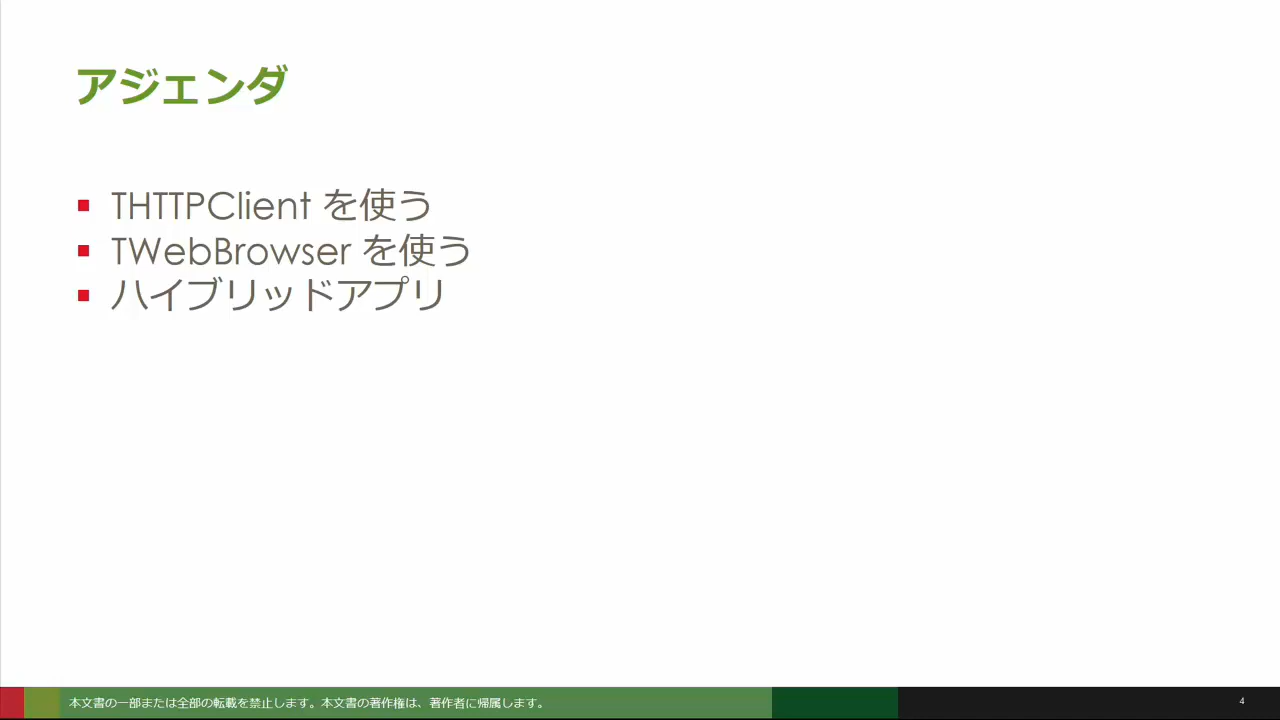 アジェンダ
THTTPClient を使う
TWebBrowser を使う
ハイブリッドアプリ
本文書の一部または全部の転載を禁止します。本文書の著作権は、著作者に帰属します。
4